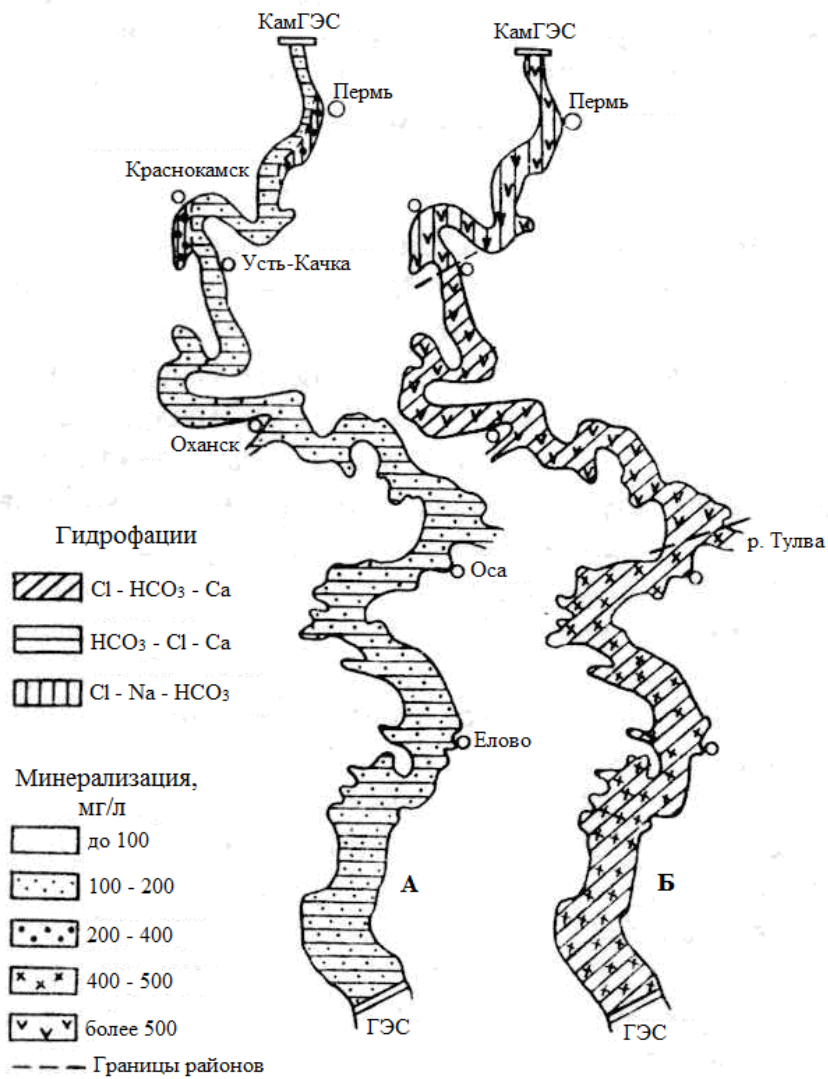 КамГЭС
КамГЭС
Пермь
Пермь
Краснокамск
Усть-Качка
Оханск
Гидрофации
р. Тулва
Cl - HCO₃ - Ca
Оса
HCO₃ - Cl - Ca
Cl - Na - HCO₃
Елово
Минерализация,
мг/л
до 100
100 - 200
А
Б
200 - 400
400 - 500
более 500
ГЭС
ГЭС
Границы районов